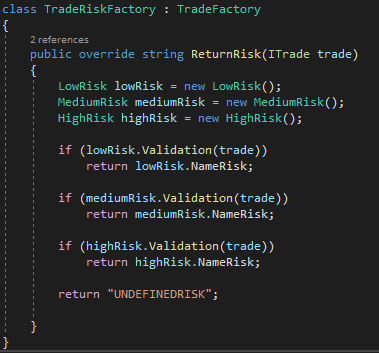 class TradeRiskFactory : TradeFactory
{
2 references
public override string ReturnRisk(ITrade trade)
{
LowRisk lowRisk = new LowRisk();
MediumRisk mediumRisk = new MediumRisk();
HighRisk highRisk = new HighRisk();
if (lowRisk.Validation(trade))
return lowRisk.NameRisk;
if (mediumRisk.Validation(trade))
return mediumRisk.NameRisk;
if (highRisk.Validation(trade))
return highRisk.NameRisk;
return "UNDEFINEDRISK";
}
}